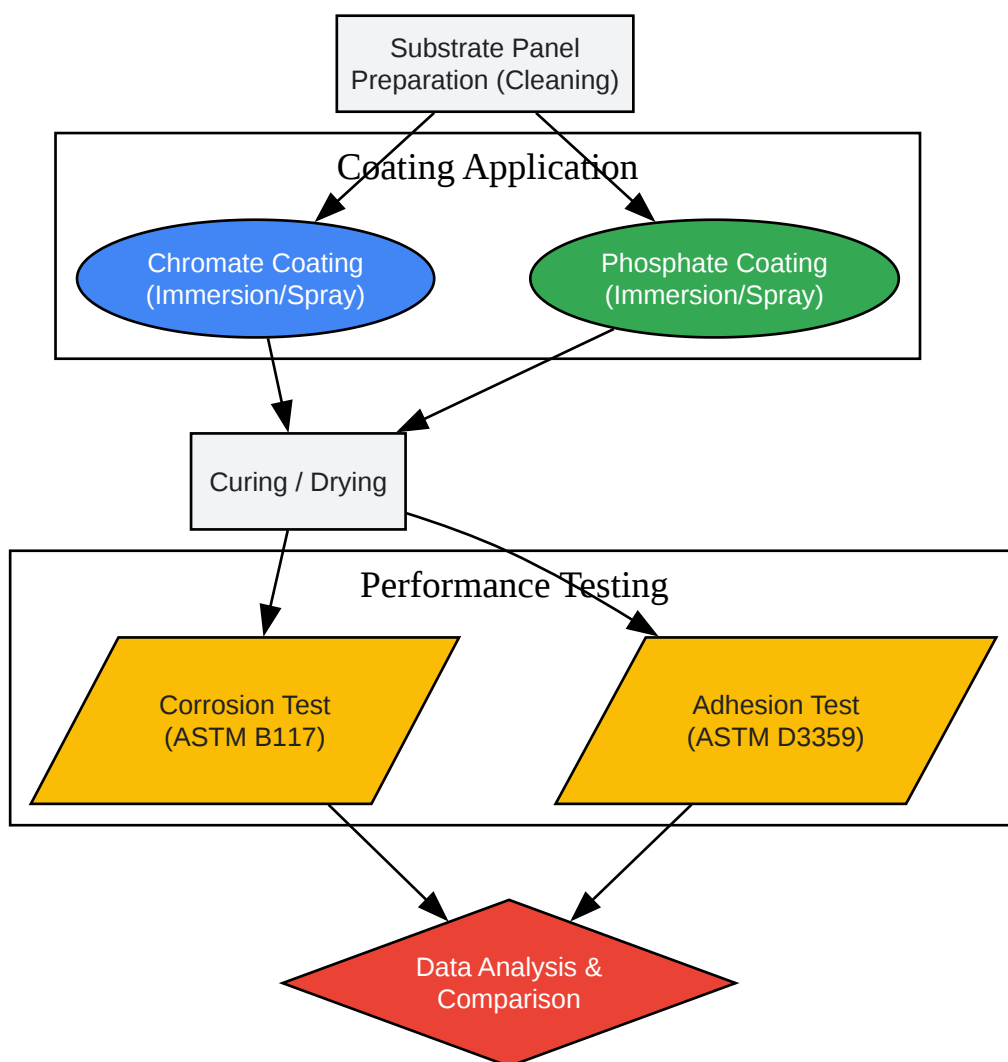 Substrate Panel
Preparation (Cleaning)
Coating Application
Chromate Coating
(Immersion/Spray)
Phosphate Coating
(Immersion/Spray)
Curing / Drying
Performance Testing
Corrosion Test
(ASTM B117)
Adhesion Test
(ASTM D3359)
Data Analysis &
Comparison